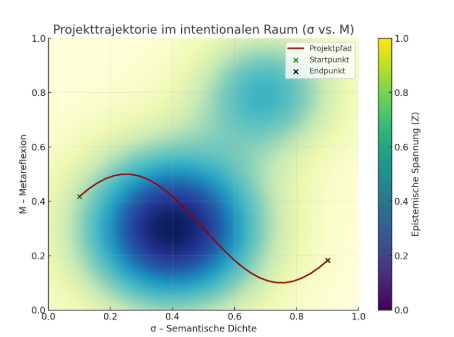 Projekttrajektorie im intentionalen Raum (σ vs. M)
1.0
0.8
0.6
0.4
0.2
0.0
M – Metareflexion
Projektpfad
Startpunkt
Endpunkt
0.0 0.2 0.4 0.6 0.8 1.0
σ – Semantische Dichte
1.0
0.8
0.6
0.4
0.2
0.0
Epistemische Spannung (Z)